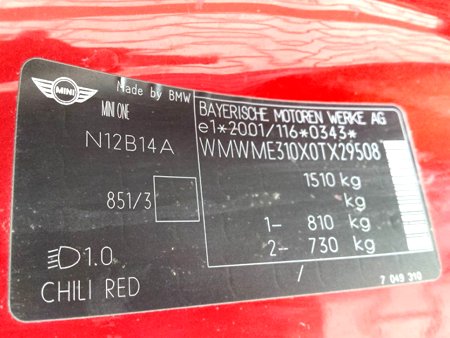 MINI
Made by BMW
MINI ONE
N12B14A
851/3
1.0
CHILI RED
BAYERISCHE MOTOREN WERKE AG
e1*2001/116*0343*
WMWME310X0TX29508
1510 kg
kg
1- 810 kg
2- 730 kg
/
7 049 310